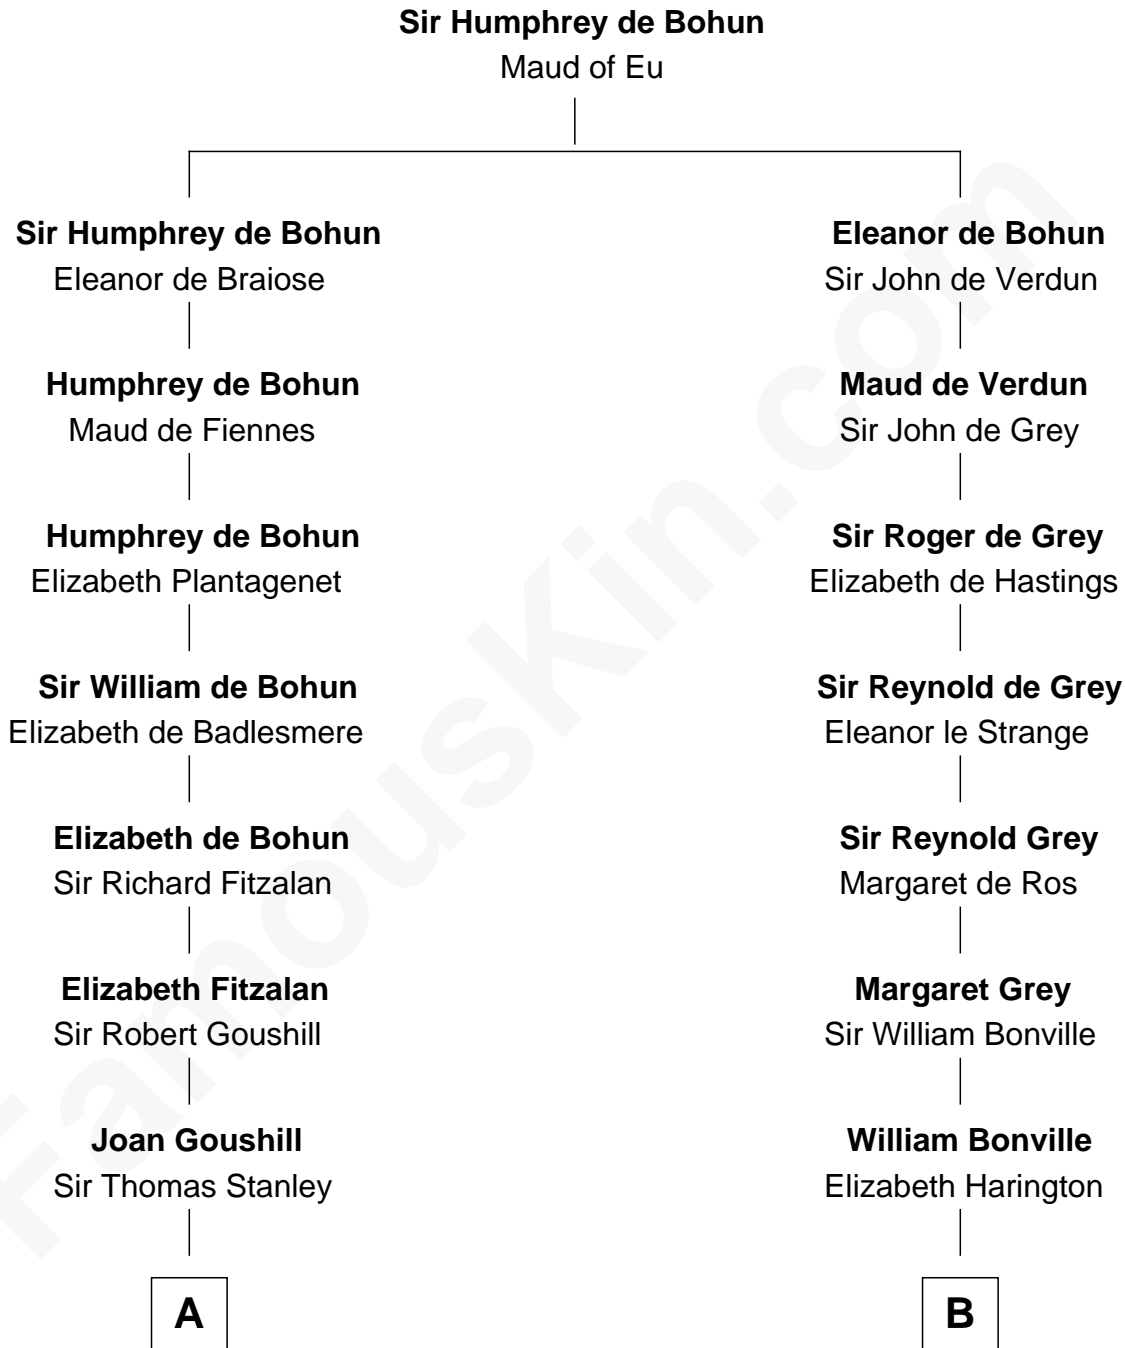 Sir Humphrey de Bohun
Maud of Eu
Sir Humphrey de Bohun
Eleanor de Braiose
Humphrey de Bohun
Maud de Fiennes
Humphrey de Bohun
Elizabeth Plantagenet
Sir William de Bohun
Elizabeth de Badlesmere
Elizabeth de Bohun
Sir Richard Fitzalan
Elizabeth Fitzalan
Sir Robert Goushill
Joan Goushill
Sir Thomas Stanley
A
Eleanor de Bohun
Sir John de Verdun
Maud de Verdun
Sir John de Grey
Sir Roger de Grey
Elizabeth de Hastings
Sir Reynold de Grey
Eleanor le Strange
Sir Reynold Grey
Margaret de Ros
Margaret Grey
Sir William Bonville
William Bonville
Elizabeth Harington
B
FamousKin.com